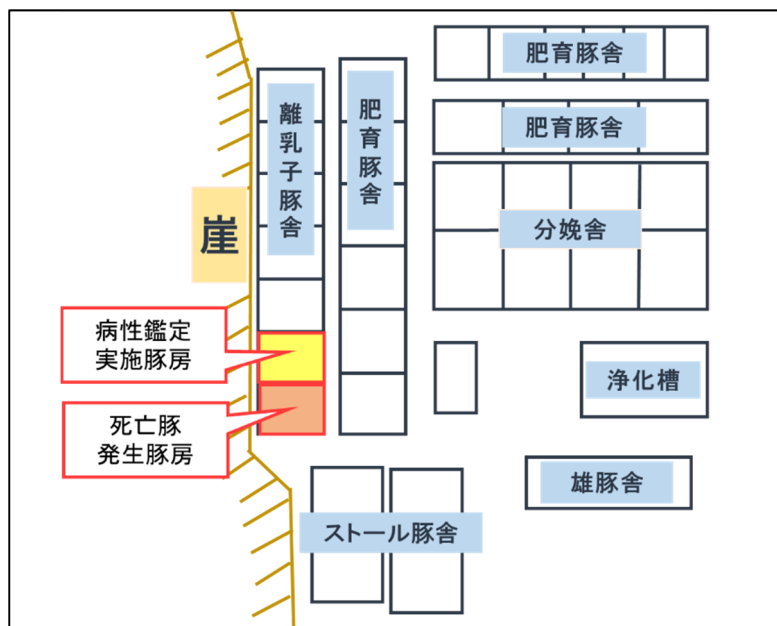 肥育豚舎
離乳子豚舎
肥育豚舎
肥育豚舎
崖
分娩舎
病性鑑定
実施豚房
浄化槽
死亡豚
発生豚房
雄豚舎
ストール豚舎